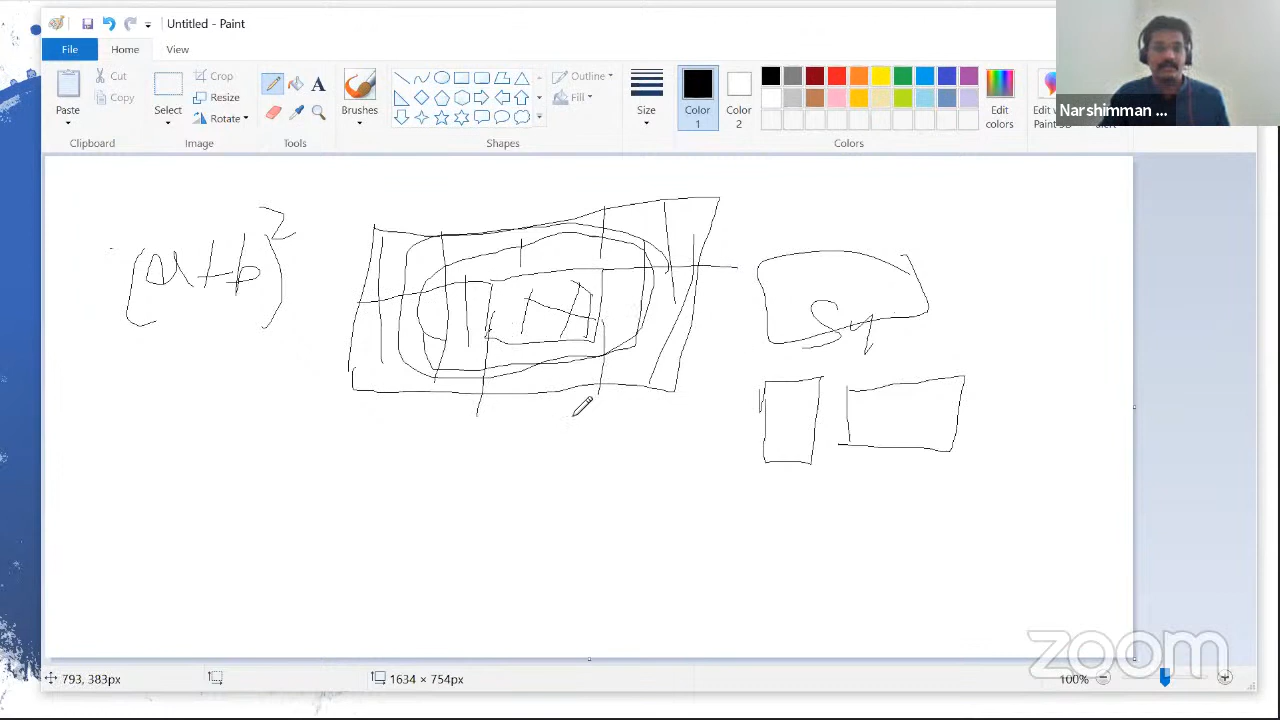 Untitled - Paint
File Home View
Cut
Copy
Paste
Clipboard
Crop
Resize
Rotate
Select
Image
A
Tools
Brushes
Outline
Fill
Shapes
Size
Color 1
Color 2
Edit colors
Colors
Narshimman ...
(a+b)2
Sq
793, 383px
1634 × 754px
100%
zoom